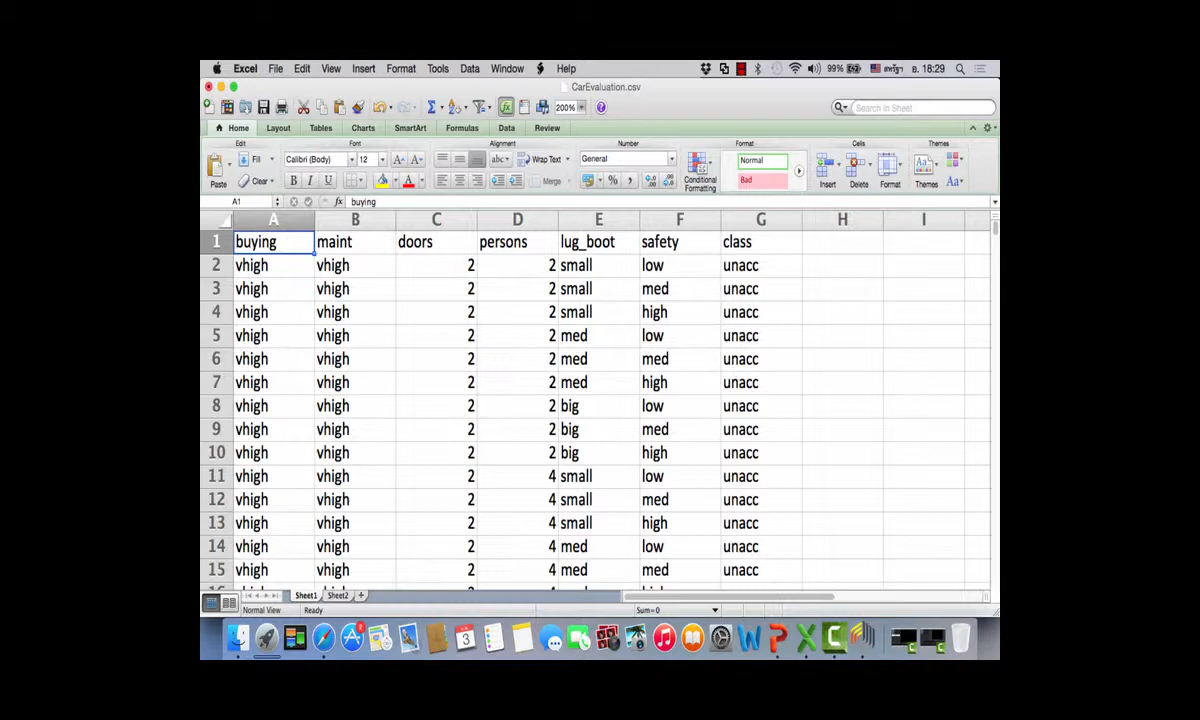 Excel File Edit View Insert Format Tools Data Window Help 99% สหรัฐฯ อ. 18:29
CarEvaluation.csv
200% Search in Sheet
Home Layout Tables Charts SmartArt Formulas Data Review
Edit Font Alignment Number Format Cells Themes
Fill Calibri (Body) 12 A A abc Wrap Text General Normal
Paste Clear B I U A Merge % , Conditional Formatting Bad Insert Delete Format Themes Aa
A1 fx buying
A B C D E F G H I
1 buying maint doors persons lug_boot safety class
2 vhigh vhigh 2 2 small low unacc
3 vhigh vhigh 2 2 small med unacc
4 vhigh vhigh 2 2 small high unacc
5 vhigh vhigh 2 2 med low unacc
6 vhigh vhigh 2 2 med med unacc
7 vhigh vhigh 2 2 med high unacc
8 vhigh vhigh 2 2 big low unacc
9 vhigh vhigh 2 2 big med unacc
10 vhigh vhigh 2 2 big high unacc
11 vhigh vhigh 2 4 small low unacc
12 vhigh vhigh 2 4 small med unacc
13 vhigh vhigh 2 4 small high unacc
14 vhigh vhigh 2 4 med low unacc
15 vhigh vhigh 2 4 med med unacc
Sheet1 Sheet2 +
Normal View Ready Sum=0
3